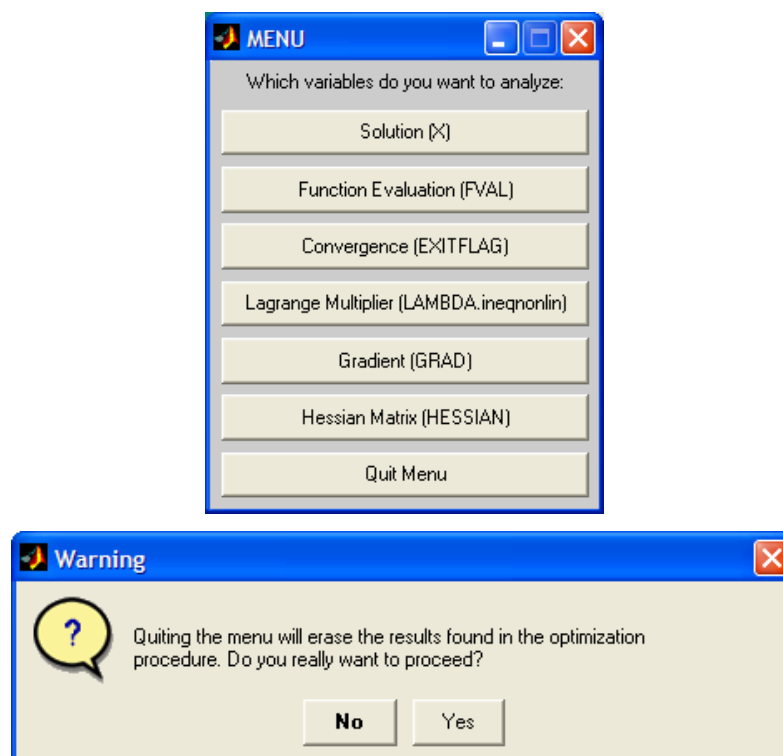 MENU
Which variables do you want to analyze:
Solution (X)
Function Evaluation (FVAL)
Convergence (EXITFLAG)
Lagrange Multiplier (LAMBDA.ineqnonlin)
Gradient (GRAD)
Hessian Matrix (HESSIAN)
Quit Menu
Warning
?
Quiting the menu will erase the results found in the optimization
procedure. Do you really want to proceed?
No Yes